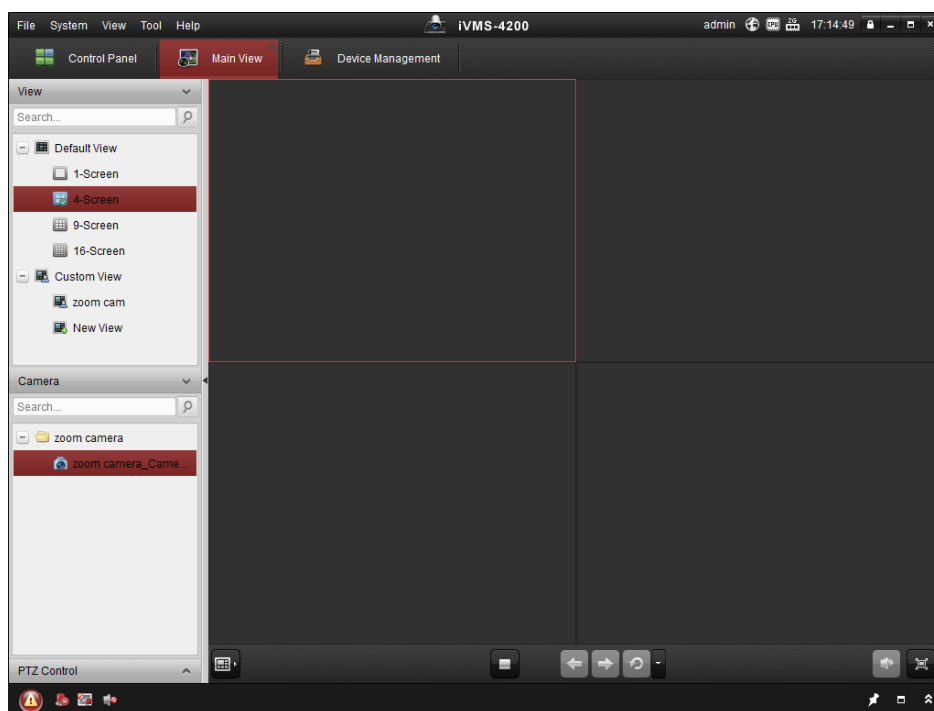 File System View Tool Help iVMS-4200 admin 17:14:49
Control Panel Main View Device Management
View
Search...
Default View
1-Screen
4-Screen
9-Screen
16-Screen
Custom View
zoom cam
New View
Camera
Search...
zoom camera
zoom camera_Came...
PTZ Control